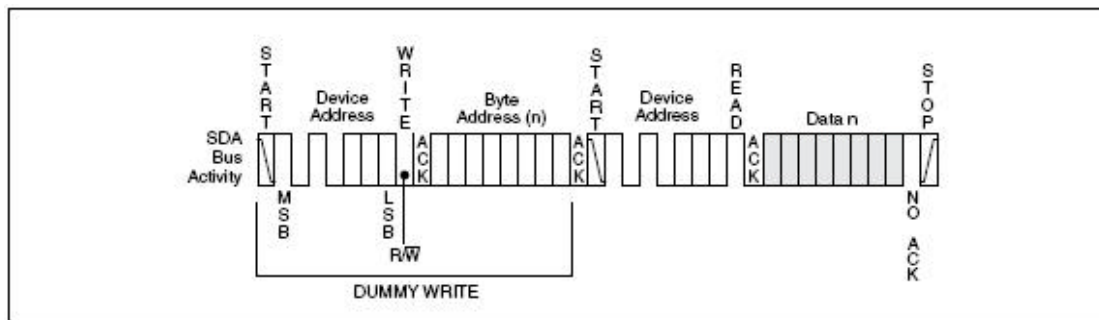 START
WRITE
START
READ
STOP
Device
Address
Byte
Address (n)
Device
Address
Data n
SDA
Bus
Activity
ACK
ACK
ACK
MSB
LSB
R/W
NO ACK
DUMMY WRITE